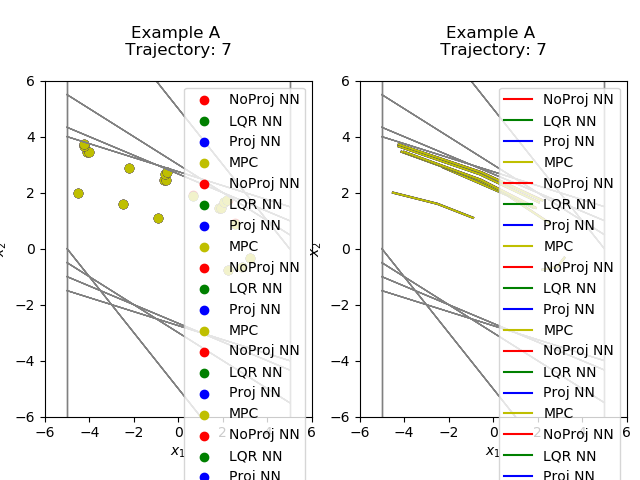 Example A
Trajectory: 7
6
4
2
0
−2
−4
−6
−6
−4
−2
0
2
4
6
x1
x2
NoProj NN
LQR NN
Proj NN
MPC
NoProj NN
LQR NN
Proj NN
MPC
NoProj NN
LQR NN
Proj NN
MPC
NoProj NN
LQR NN
Proj NN
MPC
NoProj NN
LQR NN
Proj NN
Example A
Trajectory: 7
6
4
2
0
−2
−4
−6
−6
−4
−2
0
2
4
6
x1
x2
NoProj NN
LQR NN
Proj NN
MPC
NoProj NN
LQR NN
Proj NN
MPC
NoProj NN
LQR NN
Proj NN
MPC
NoProj NN
LQR NN
Proj NN
MPC
NoProj NN
LQR NN
Proj NN